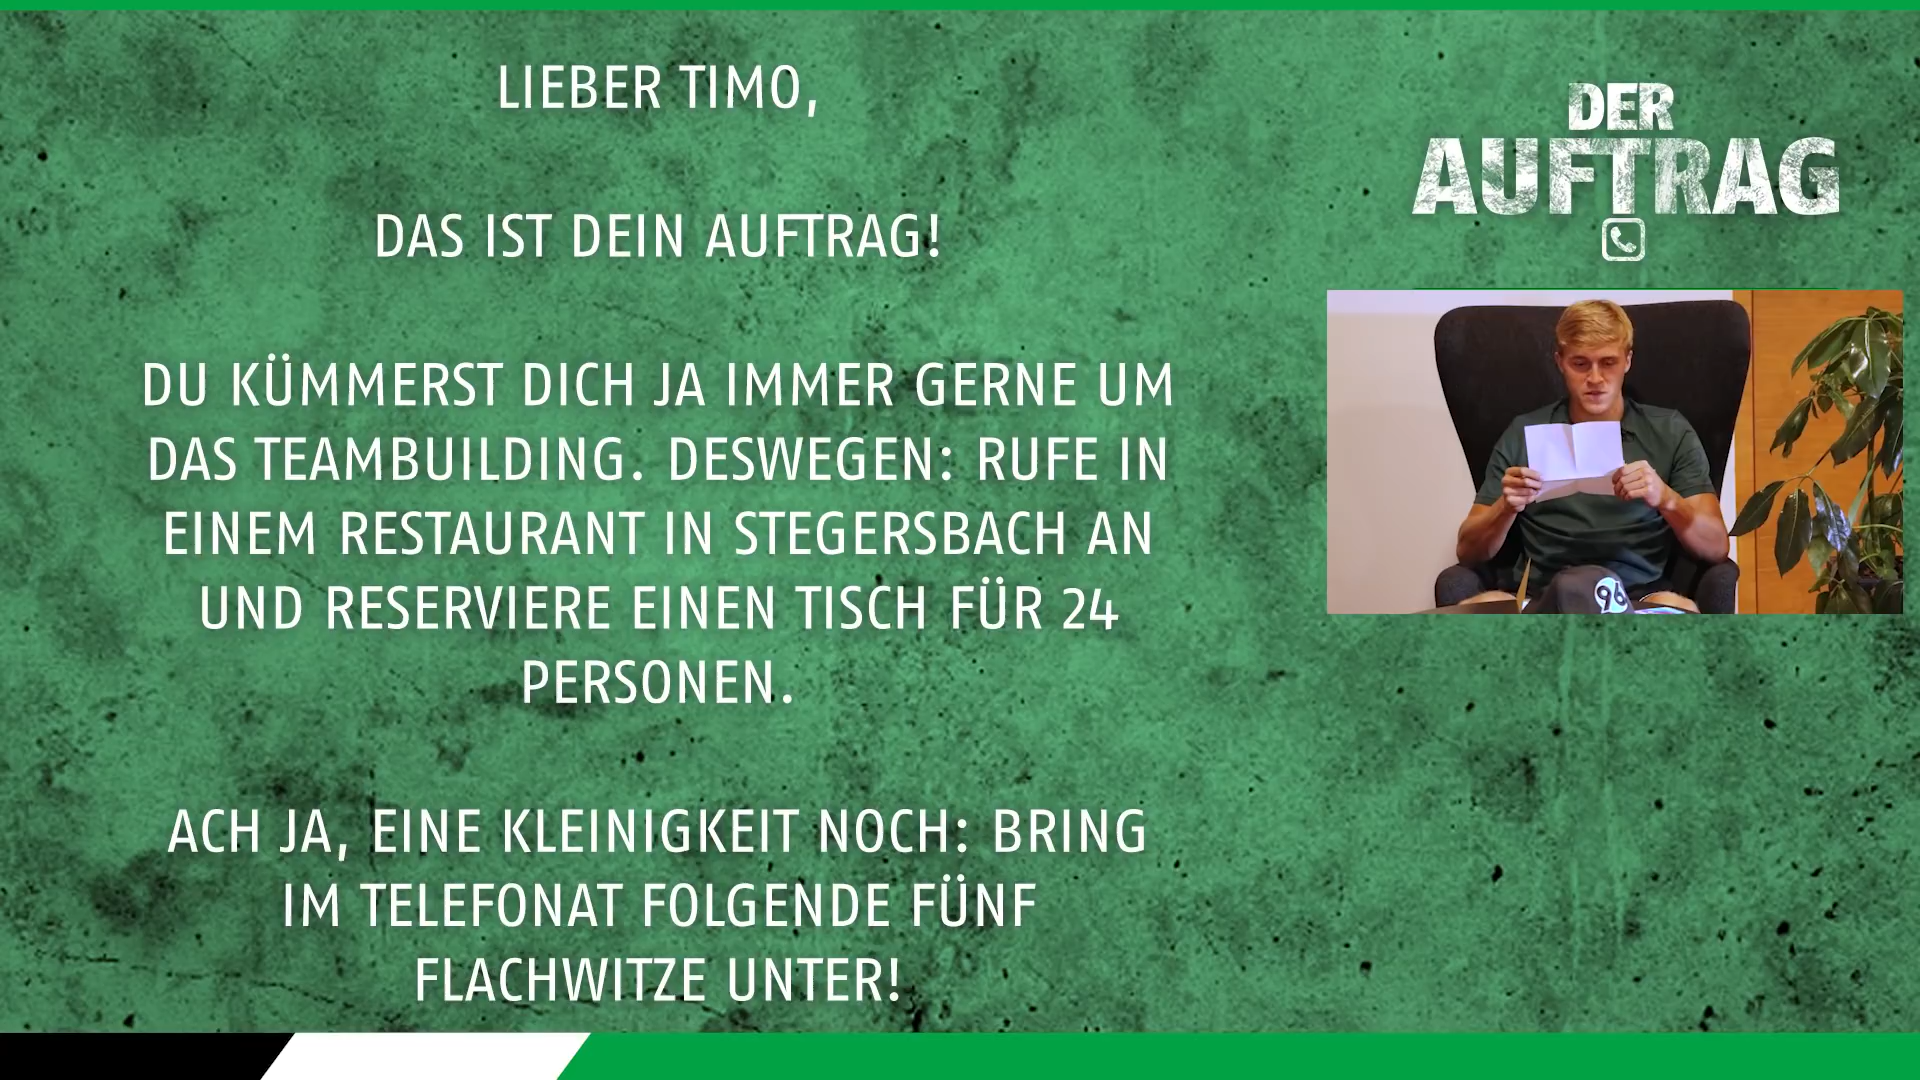 LIEBER TIMO,
DAS IST DEIN AUFTRAG!
DU KÜMMERST DICH JA IMMER GERNE UM
DAS TEAMBUILDING. DESWEGEN: RUFE IN
EINEM RESTAURANT IN STEGERSBACH AN
UND RESERVIERE EINEN TISCH FÜR 24
PERSONEN.
ACH JA, EINE KLEINIGKEIT NOCH: BRING
IM TELEFONAT FOLGENDE FÜNF
FLACHWITZE UNTER!
DER
AUFTRAG
96